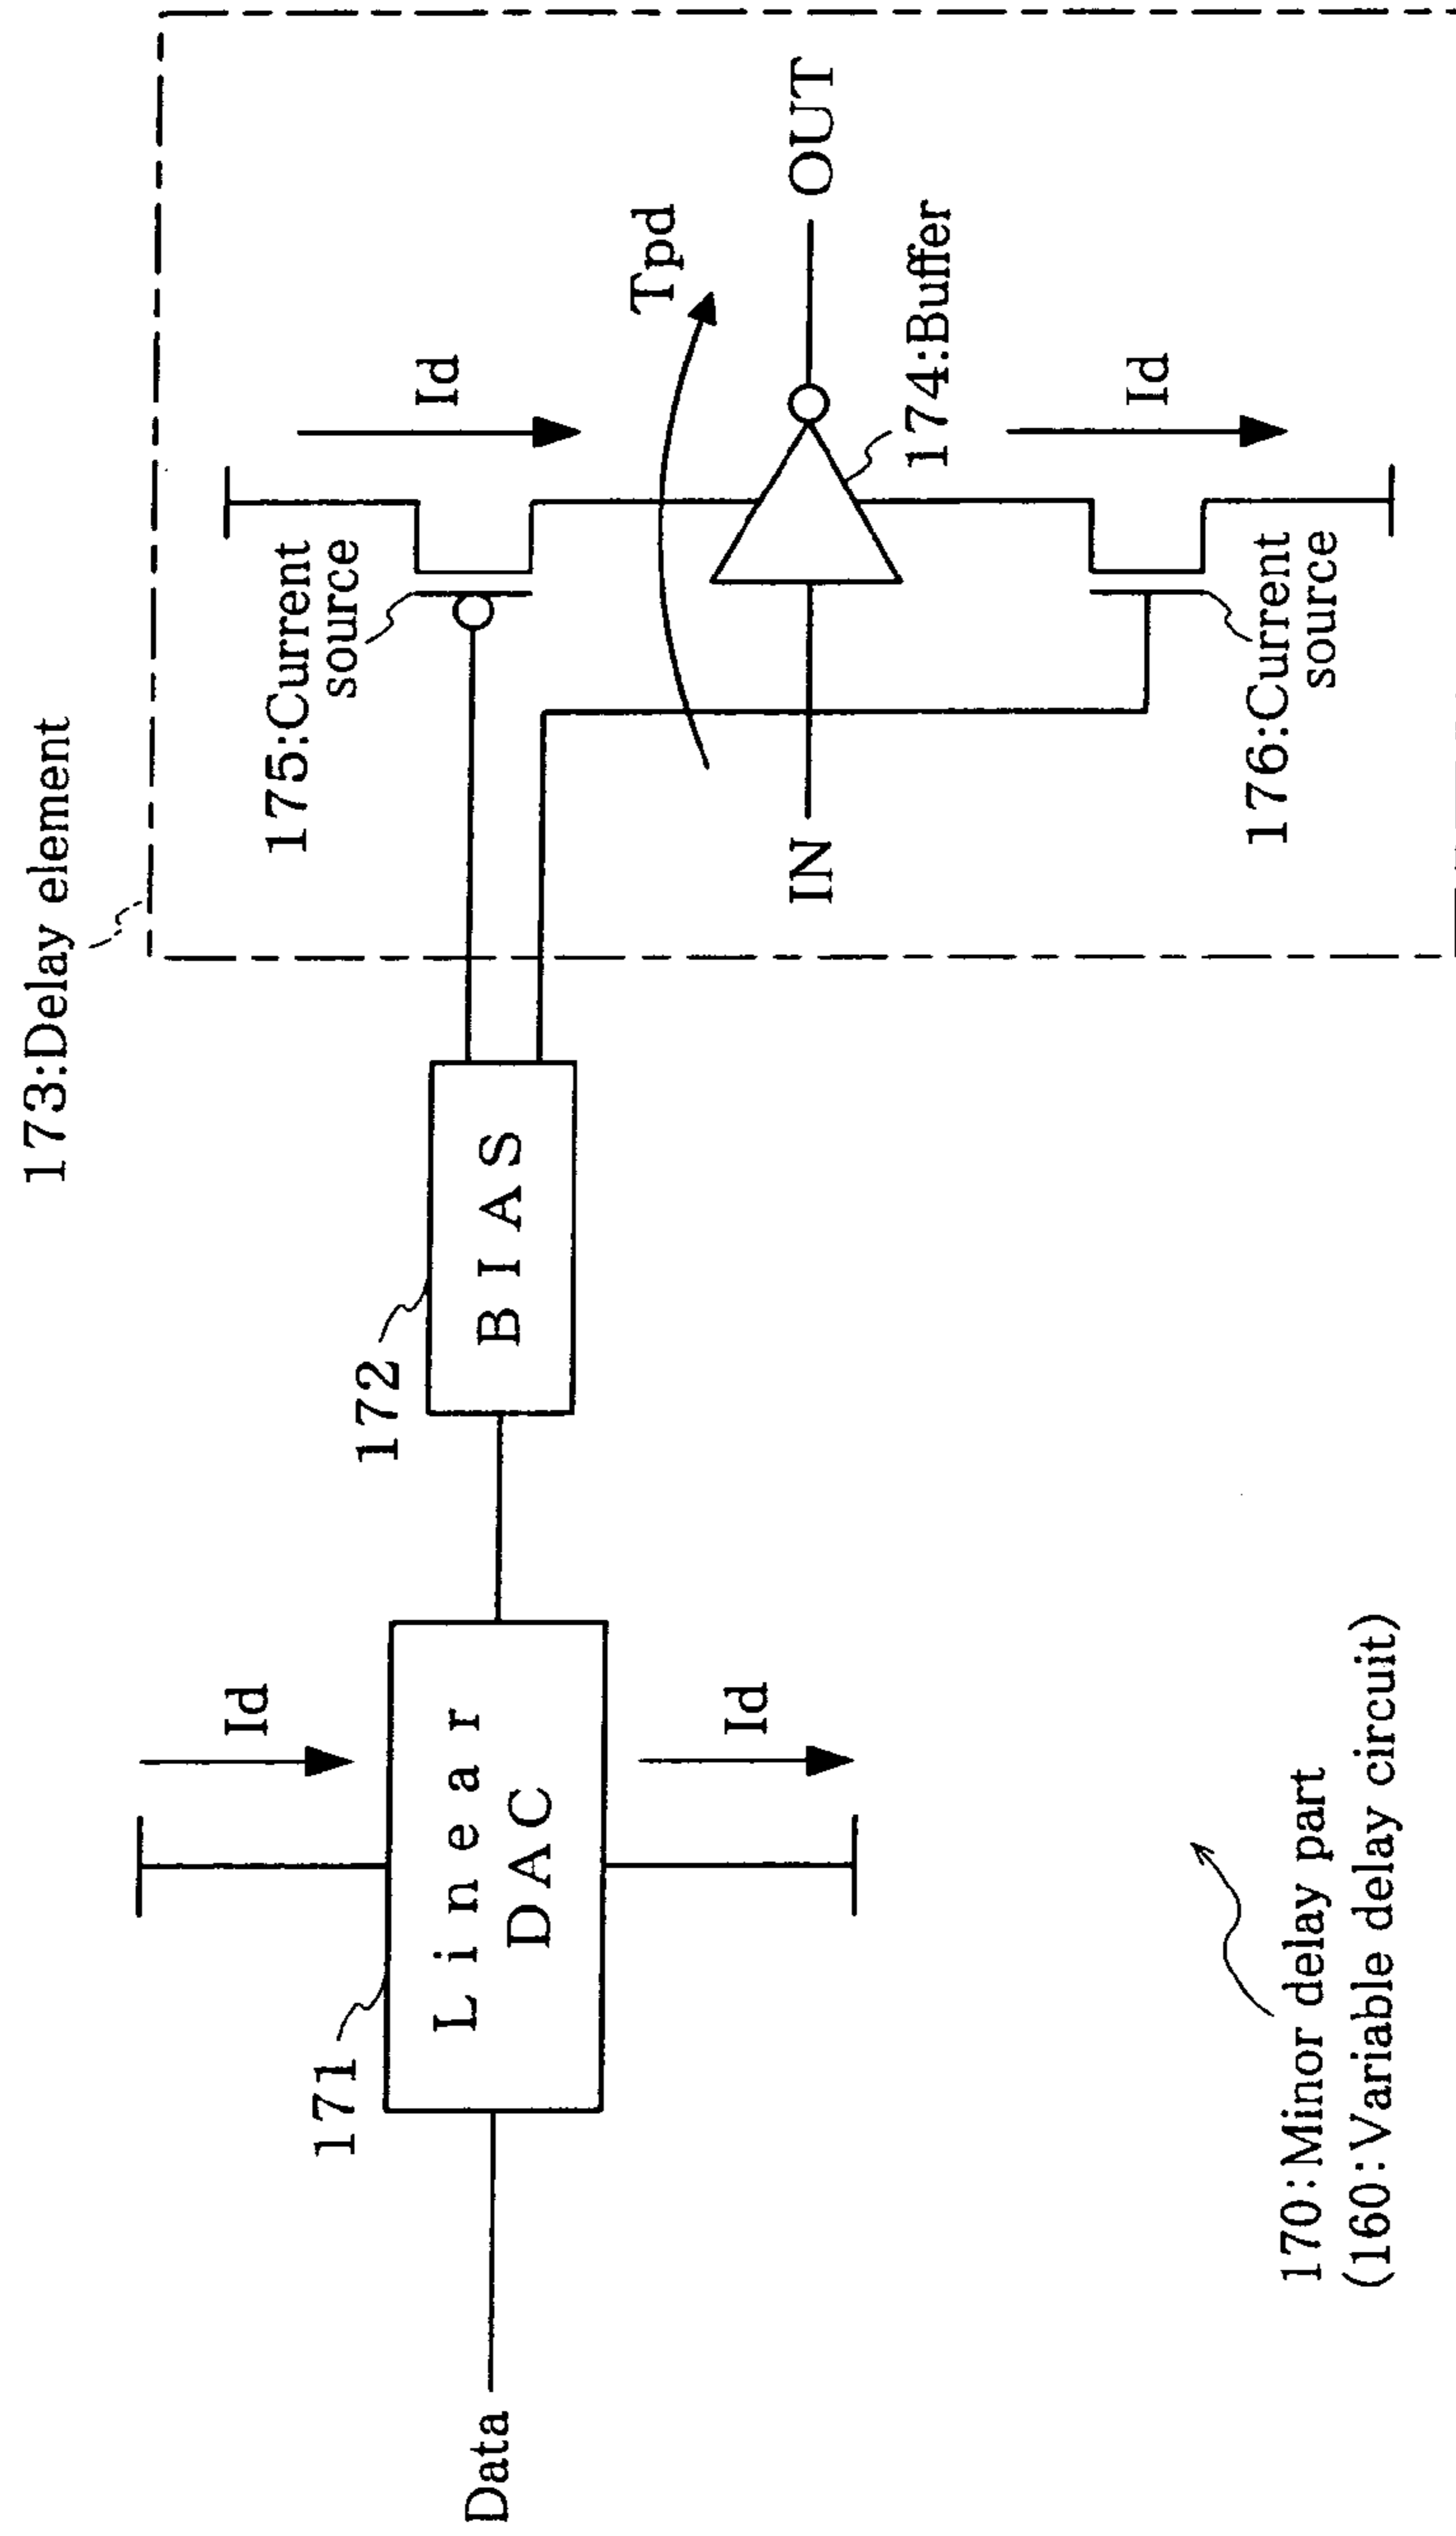 173:Delay element
175:Current
source
Id
Tpd
IN
OUT
174:Buffer
Id
176:Current
source
172
BIAS
171
Linear
DAC
Id
Id
Data
170:Minor delay part
(160:Variable delay circuit)